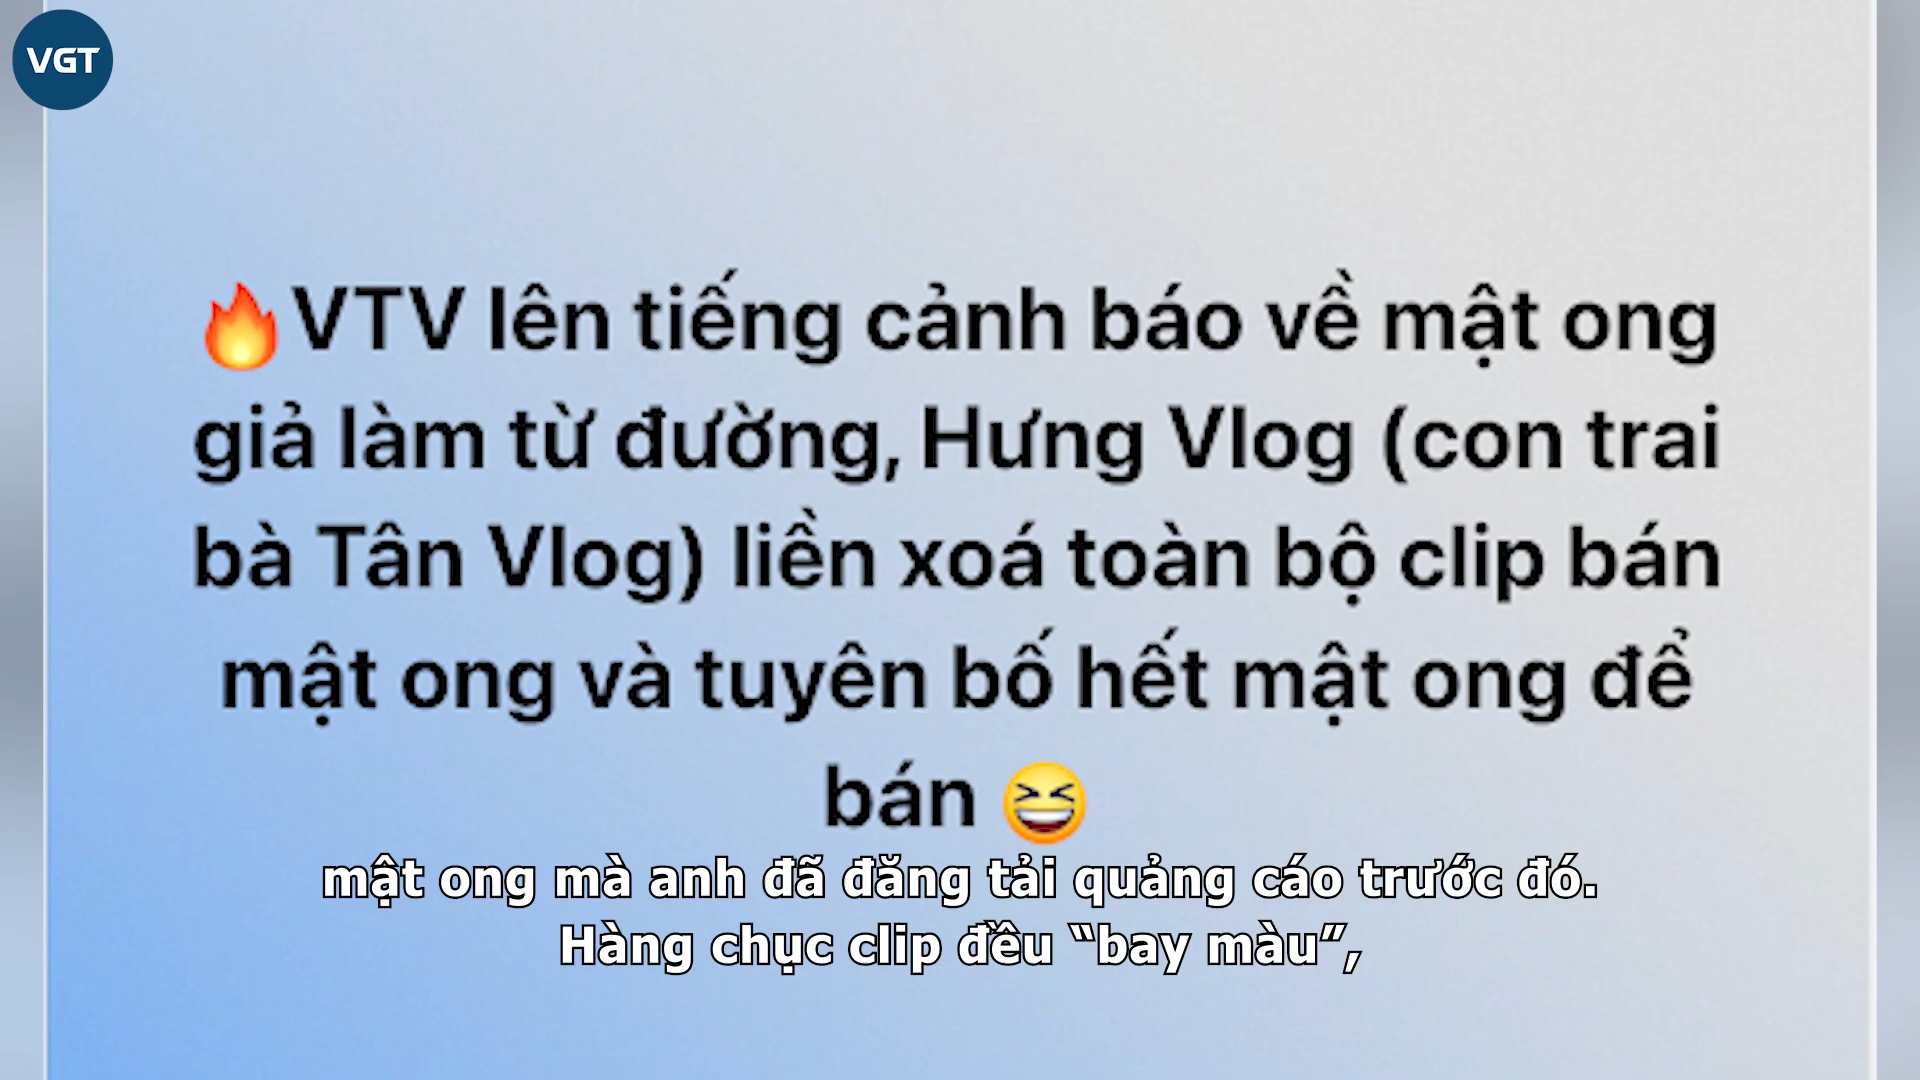 VGT
🔥VTV lên tiếng cảnh báo về mật ong
giả làm từ đường, Hưng Vlog (con trai
bà Tân Vlog) liền xoá toàn bộ clip bán
mật ong và tuyên bố hết mật ong để
bán 😆
mật ong mà anh đã đăng tải quảng cáo trước đó.
Hàng chục clip đều “bay màu”,